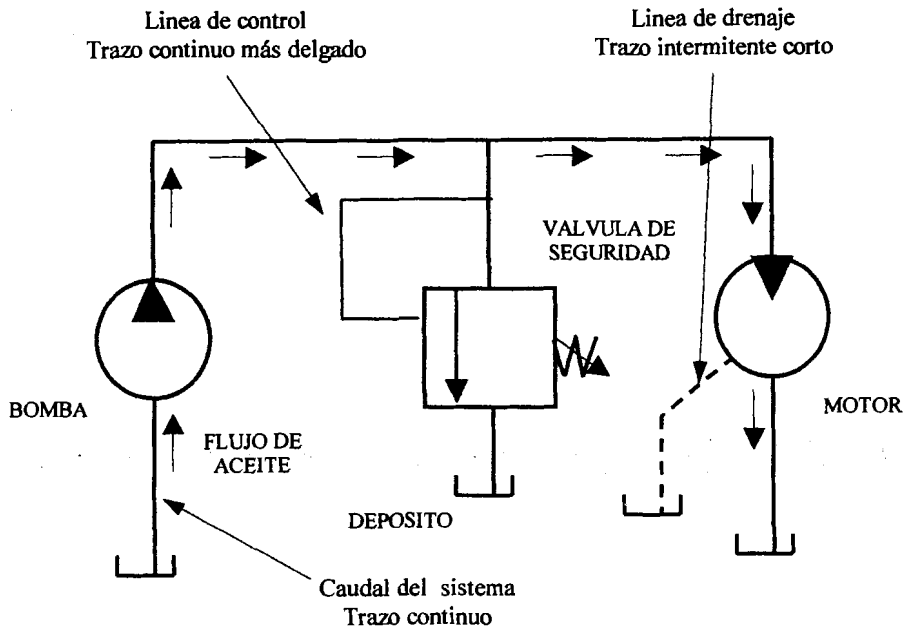 Linea de control
Trazo continuo más delgado
Linea de drenaje
Trazo intermitente corto
VALVULA DE
SEGURIDAD
BOMBA
FLUJO DE
ACEITE
MOTOR
DEPOSITO
Caudal del sistema
Trazo continuo